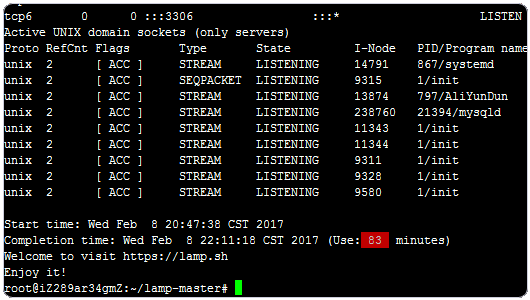 tcp6 0 0 :::3306 :::* LISTEN
Active UNIX domain sockets (only servers)
Proto RefCnt Flags Type State I-Node PID/Program name
unix 2 [ ACC ] STREAM LISTENING 14791 867/systemd
unix 2 [ ACC ] SEQPACKET LISTENING 9315 1/init
unix 2 [ ACC ] STREAM LISTENING 13874 797/AliYunDun
unix 2 [ ACC ] STREAM LISTENING 238760 21394/mysqld
unix 2 [ ACC ] STREAM LISTENING 11343 1/init
unix 2 [ ACC ] STREAM LISTENING 11344 1/init
unix 2 [ ACC ] STREAM LISTENING 9311 1/init
unix 2 [ ACC ] STREAM LISTENING 9328 1/init
unix 2 [ ACC ] STREAM LISTENING 9580 1/init
Start time: Wed Feb 8 20:47:38 CST 2017
Completion time: Wed Feb 8 22:11:18 CST 2017 (Use: 83 minutes)
Welcome to visit https://lamp.sh
Enjoy it!
root@iZ289ar34gmZ:~/lamp-master#